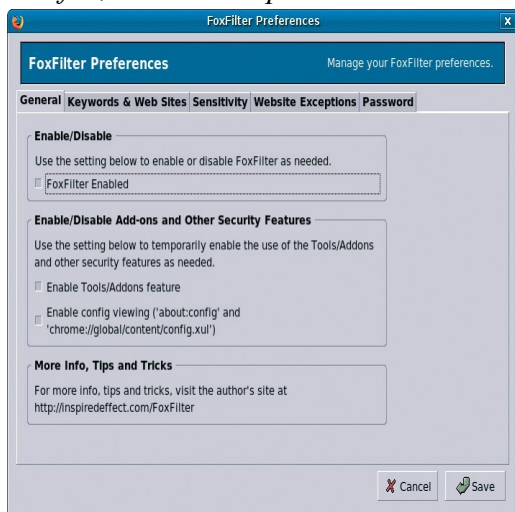 FoxFilter Preferences
X
FoxFilter Preferences
Manage your FoxFilter preferences.
General Keywords & Web Sites Sensitivity Website Exceptions Password
Enable/Disable
Use the setting below to enable or disable FoxFilter as needed.
FoxFilter Enabled
Enable/Disable Add-ons and Other Security Features
Use the setting below to temporarily enable the use of the Tools/Addons
and other security features as needed.
Enable Tools/Addons feature
Enable config viewing ('about:config' and
'chrome://global/content/config.xul')
More Info, Tips and Tricks
For more info, tips and tricks, visit the author's site at
http://inspiredeffect.com/FoxFilter
Cancel
Save